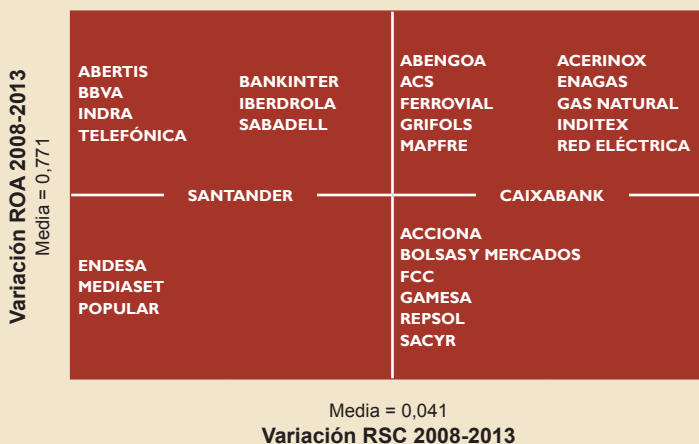 Variación ROA 2008-2013
Media = 0,771
ABERTIS
BBVA
INDRA
TELEFÓNICA
BANKINTER
IBERDROLA
SABADELL
ABENGOA
ACS
FERROVIAL
GRIFOLS
MAPFRE
ACERINOX
ENAGAS
GAS NATURAL
INDITEX
RED ELÉCTRICA
SANTANDER
CAIXABANK
ENDESA
MEDIASET
POPULAR
ACCIONA
BOLSAS Y MERCADOS
FCC
GAMESA
REPSOL
SACYR
Media = 0,041
Variación RSC 2008-2013